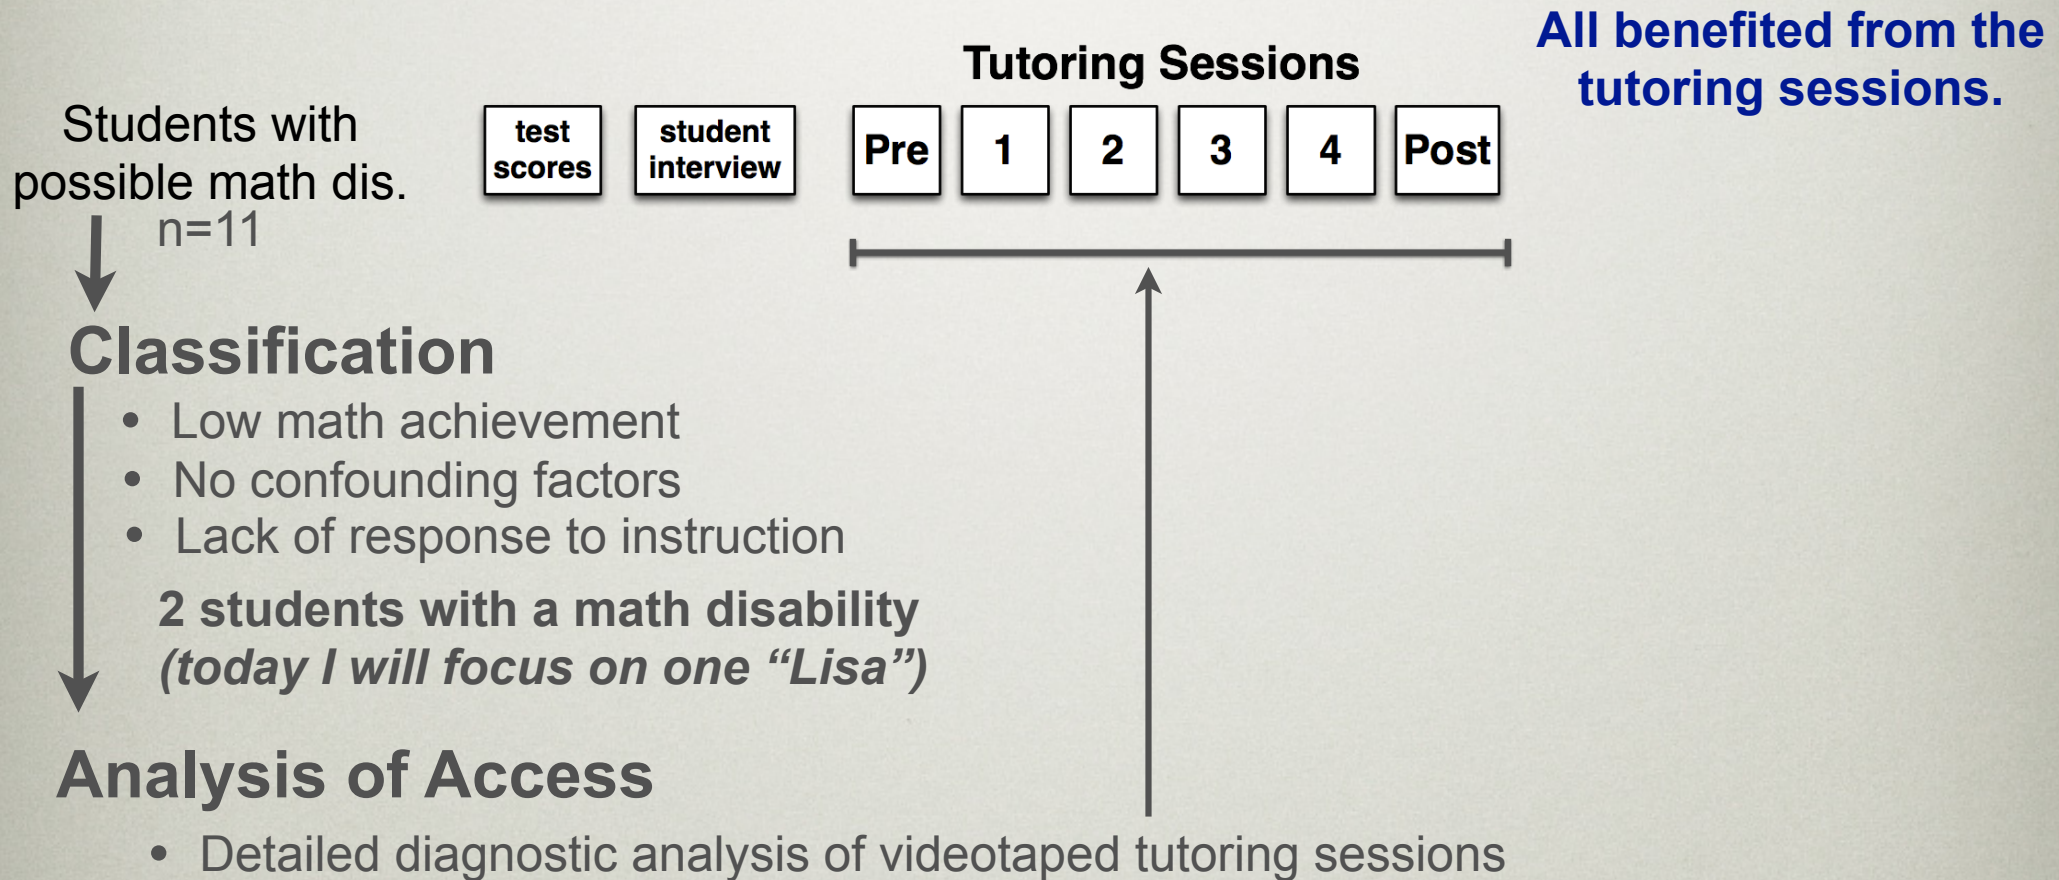 All benefited from the
tutoring sessions.
Tutoring Sessions
Students with
possible math dis.
n=11
test
scores
student
interview
Pre
1
2
3
4
Post
Classification
• Low math achievement
• No confounding factors
• Lack of response to instruction
2 students with a math disability
(today I will focus on one “Lisa”)
Analysis of Access
• Detailed diagnostic analysis of videotaped tutoring sessions